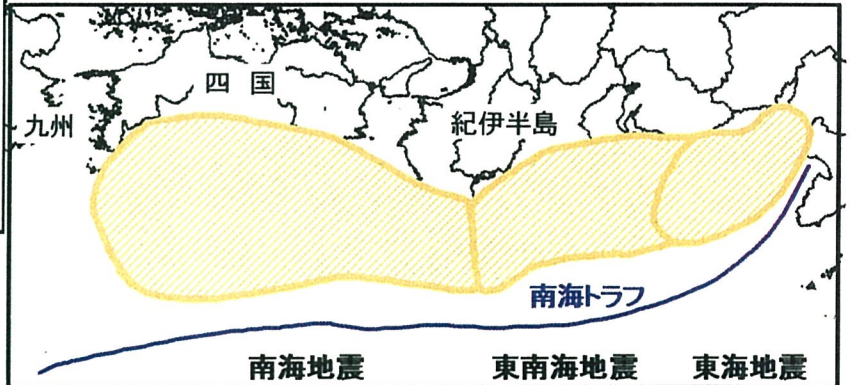 四国
九州
紀伊半島
南海トラフ
南海地震
東南海地震
東海地震